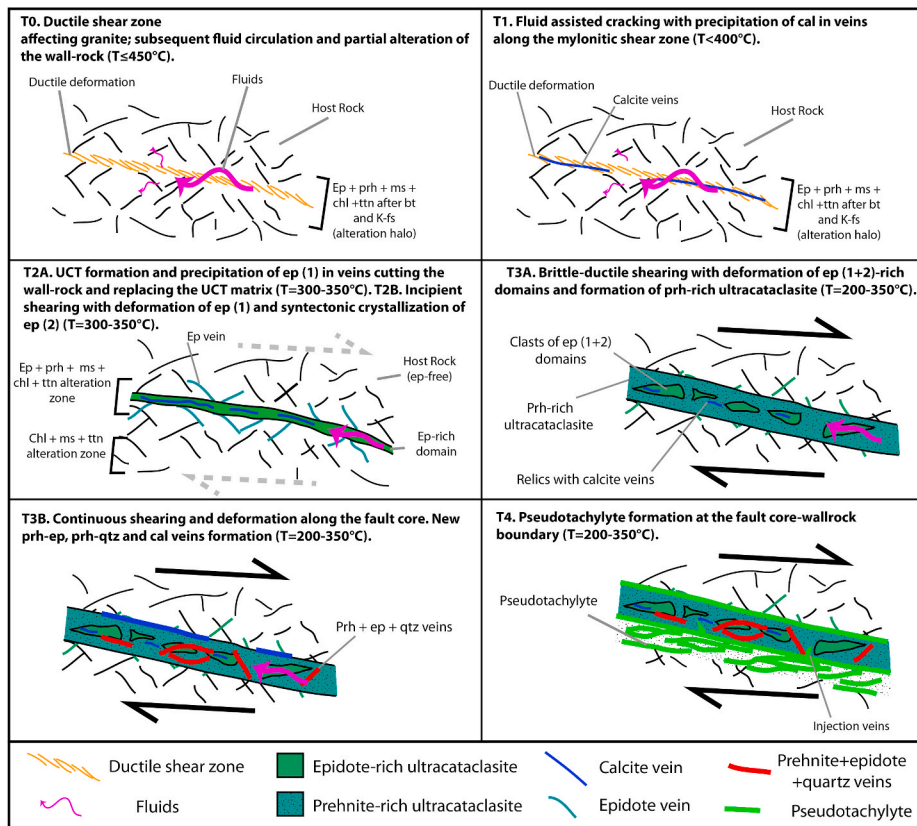 T0. Ductile shear zone
affecting granite; subsequent fluid circulation and partial alteration of
the wall-rock (T≤450°C).
Ductile deformation
Fluids
Host Rock
Ep + prh + ms +
chl +ttn after bt
and K-fs
(alteration halo)
T1. Fluid assisted cracking with precipitation of cal in veins
along the mylonitic shear zone (T<400°C).
Ductile deformation
Calcite veins
Host Rock
Ep + prh + ms +
chl +ttn after bt
and K-fs
(alteration halo)
T2A. UCT formation and precipitation of ep (1) in veins cutting the
wall-rock and replacing the UCT matrix (T=300-350°C). T2B. Incipient
shearing with deformation of ep (1) and syntectonic crystallization of
ep (2) (T=300-350°C).
Ep vein
Ep + prh + ms +
chl + ttn alteration
zone
Host Rock
(ep-free)
Chl + ms + ttn
alteration zone
Ep-rich
domain
T3A. Brittle-ductile shearing with deformation of ep (1+2)-rich
domains and formation of prh-rich ultracataclasite (T=200-350°C).
Clasts of ep (1+2)
domains
Prh-rich
ultracataclasite
Relics with calcite veins
T3B. Continuous shearing and deformation along the fault core. New
prh-ep, prh-qtz and cal veins formation (T=200-350°C).
Prh + ep + qtz veins
T4. Pseudotachylyte formation at the fault core-wallrock
boundary (T=200-350°C).
Pseudotachylyte
Injection veins
Ductile shear zone
Fluids
Epidote-rich ultracataclasite
Prehnite-rich ultracataclasite
Calcite vein
Epidote vein
Prehnite+epidote
+quartz veins
Pseudotachylyte